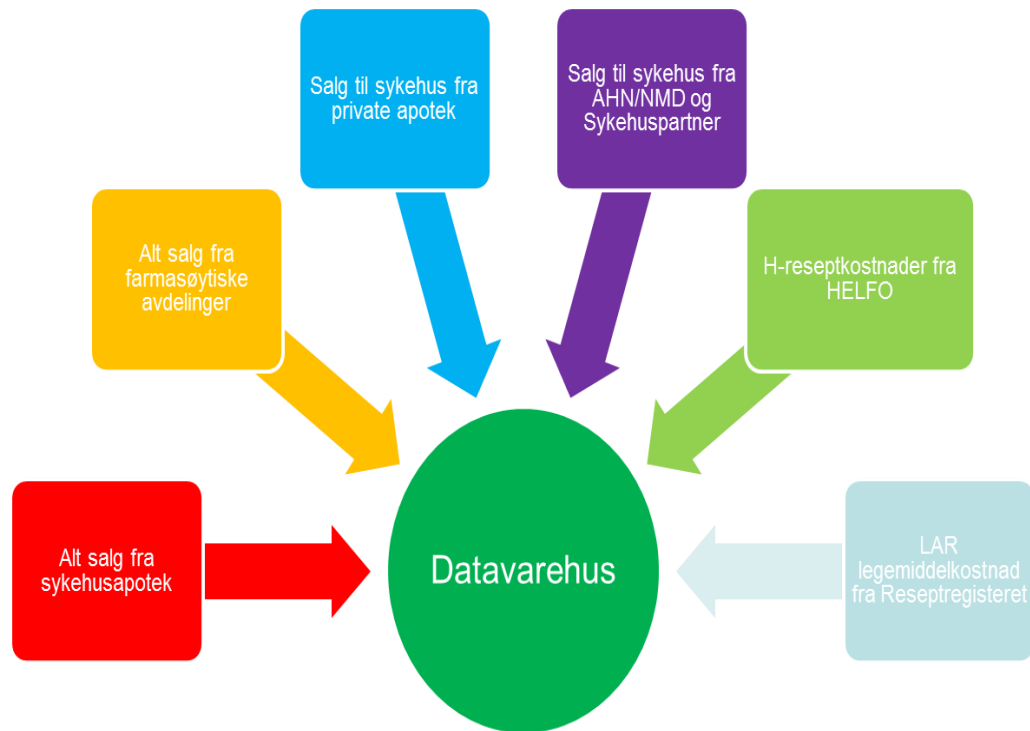 Salg til sykehus fra
private apotek
Salg til sykehus fra
AHN/NMD og
Sykehuspartner
Alt salg fra
farmasøytiske
avdelinger
H-reseptkostnader fra
HELFO
Alt salg fra
sykehusapotek
Datavarehus
LAR
legemiddelkostnad
fra Reseptregisteret